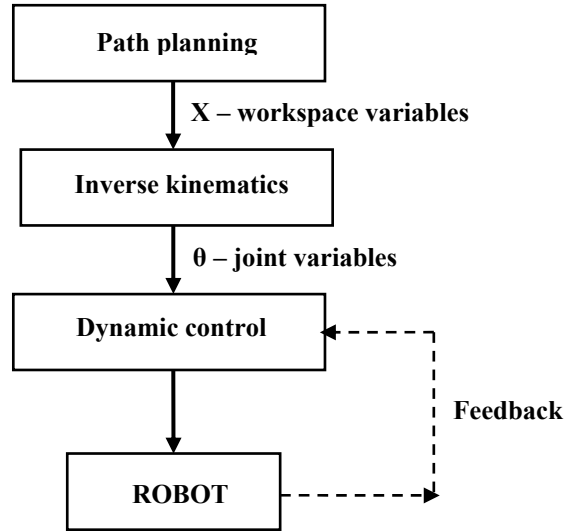 Path planning
X – workspace variables
Inverse kinematics
θ – joint variables
Dynamic control
Feedback
ROBOT